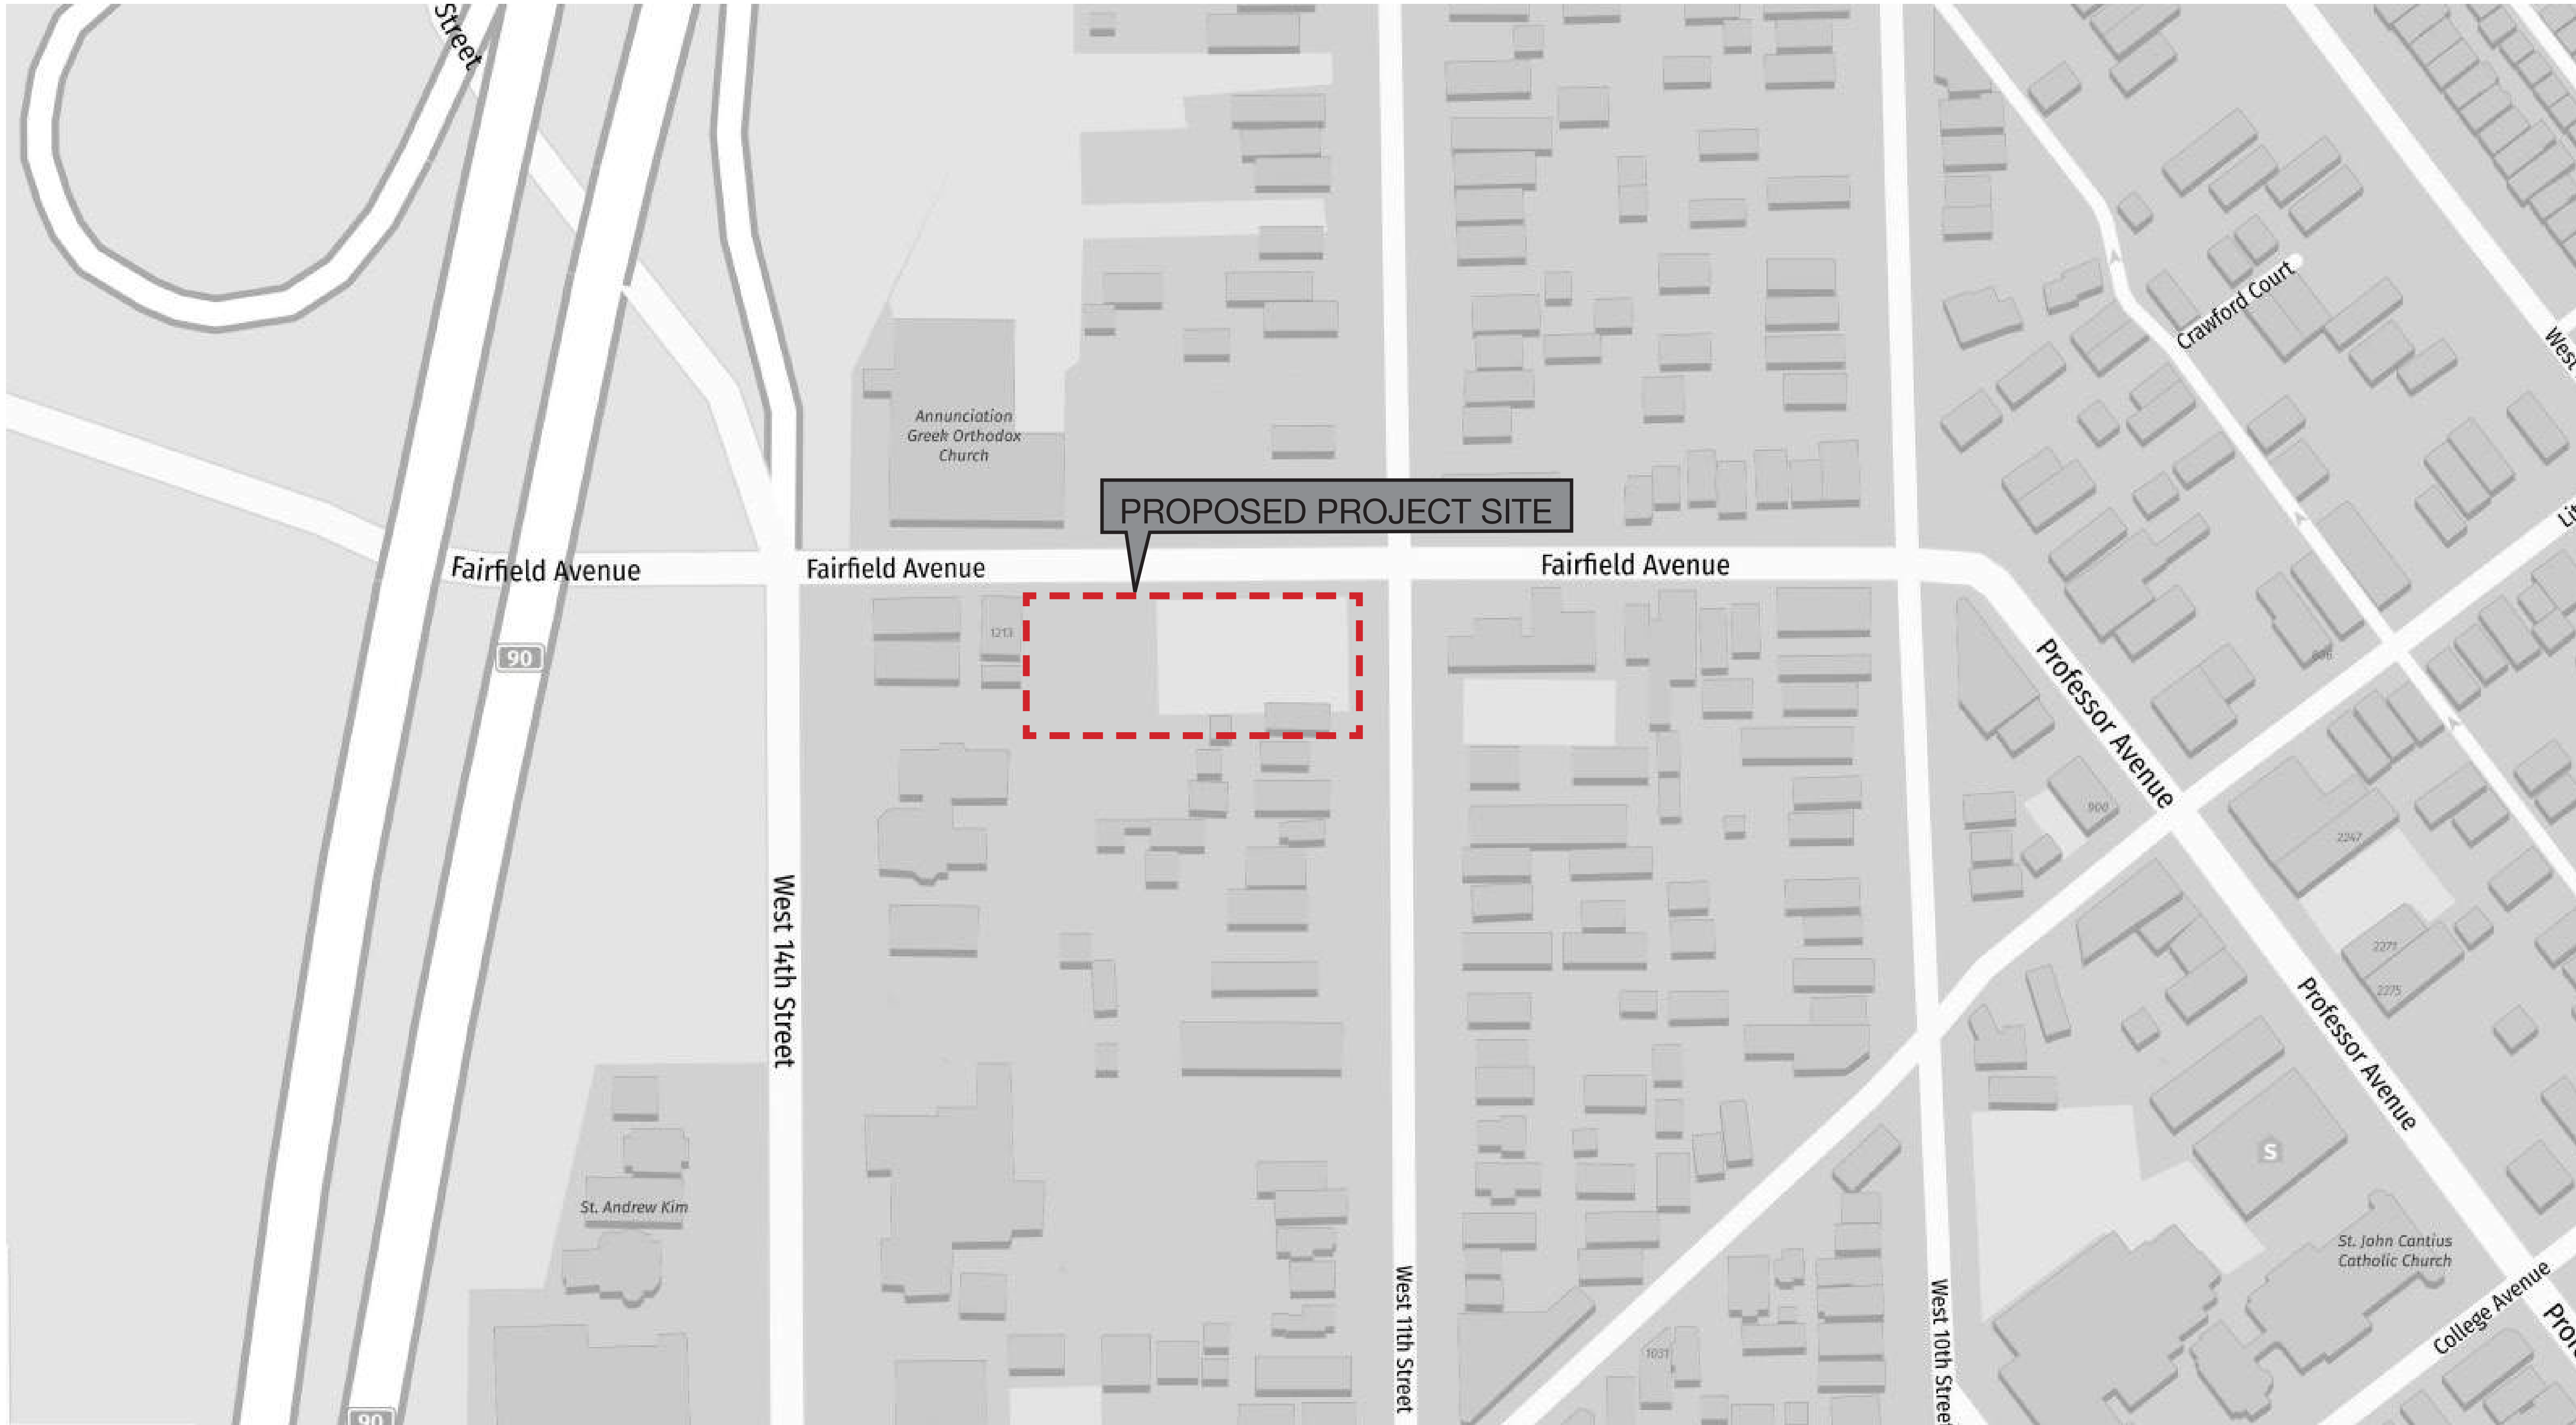 Street
Crawford Court
West
Annunciation
Greek Orthodox
Church
PROPOSED PROJECT SITE
Fairfield Avenue
Fairfield Avenue
Fairfield Avenue
1213
90
Professor Avenue
900
2247
West 14th Street
2271
2275
Professor Avenue
S
St. Andrew Kim
St. John Cantius
Catholic Church
West 11th Street
West 10th Street
College Avenue
1031
90